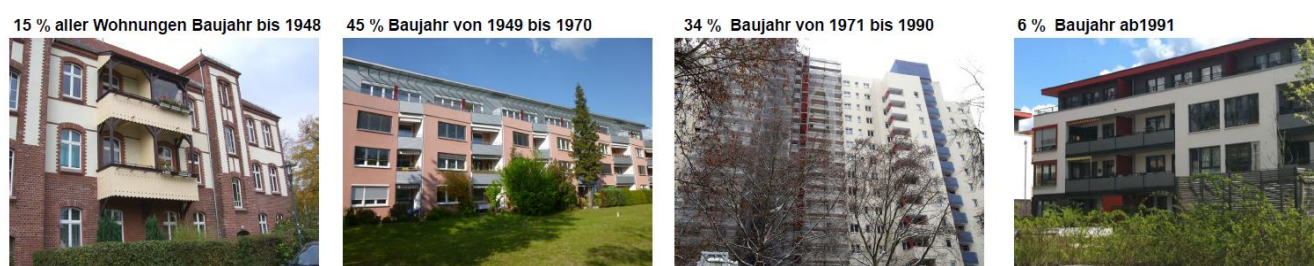 15 % aller Wohnungen Baujahr bis 1948
45 % Baujahr von 1949 bis 1970
34 % Baujahr von 1971 bis 1990
6 % Baujahr ab1991